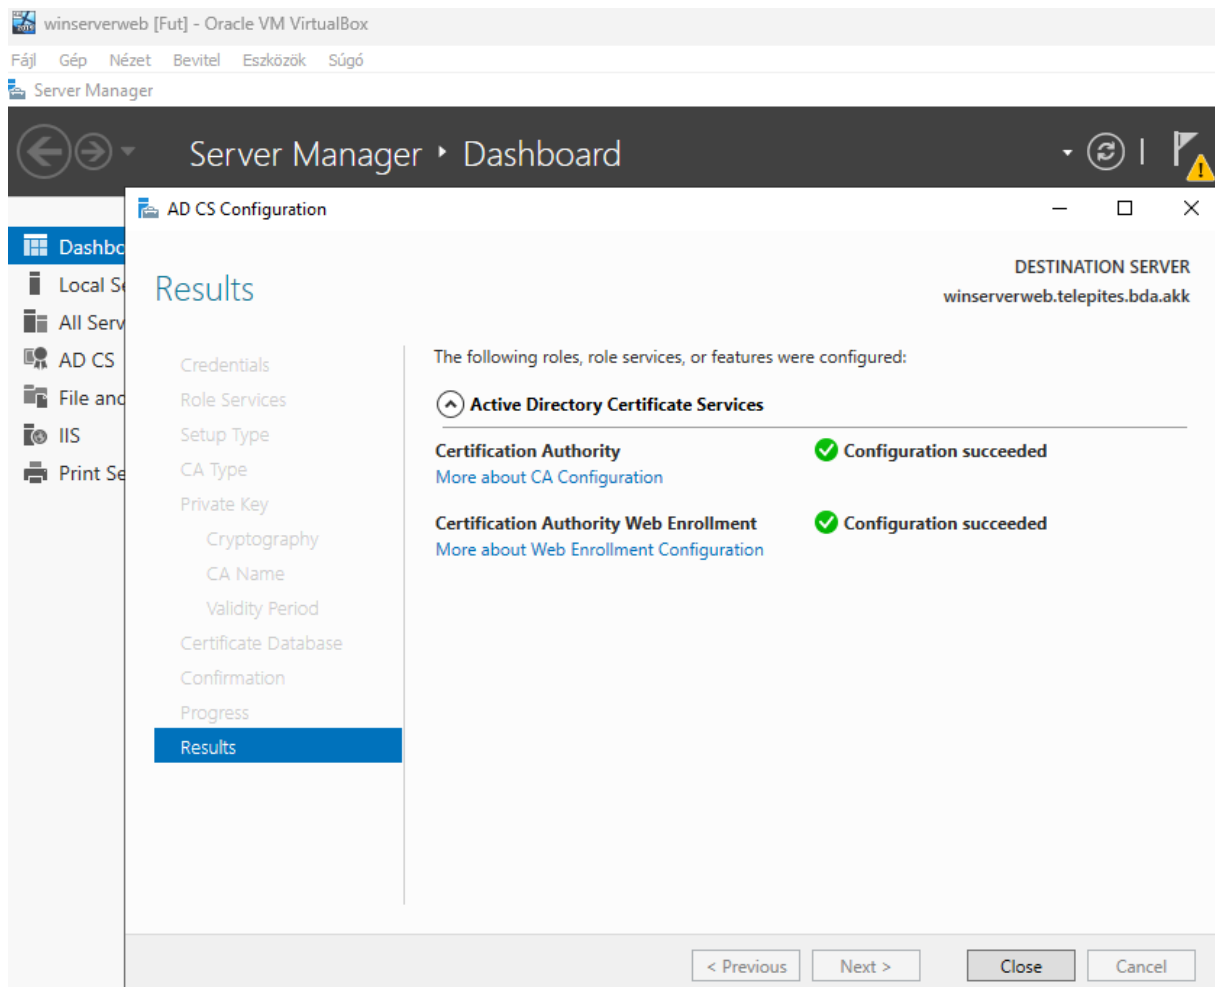 winserverweb [Fut] - Oracle VM VirtualBox
Fájl Gép Nézet Bevitel Eszközök Súgó
Server Manager
Server Manager • Dashboard
AD CS Configuration
Dashbo
Local Se
All Serv
AD CS
File and
IIS
Print Se
Results
DESTINATION SERVER
winserverweb.telepites.bda.akk
Credentials
Role Services
Setup Type
CA Type
Private Key
Cryptography
CA Name
Validity Period
Certificate Database
Confirmation
Progress
Results
The following roles, role services, or features were configured:
Active Directory Certificate Services
Certification Authority Configuration succeeded
More about CA Configuration
Certification Authority Web Enrollment Configuration succeeded
More about Web Enrollment Configuration
< Previous Next > Close Cancel